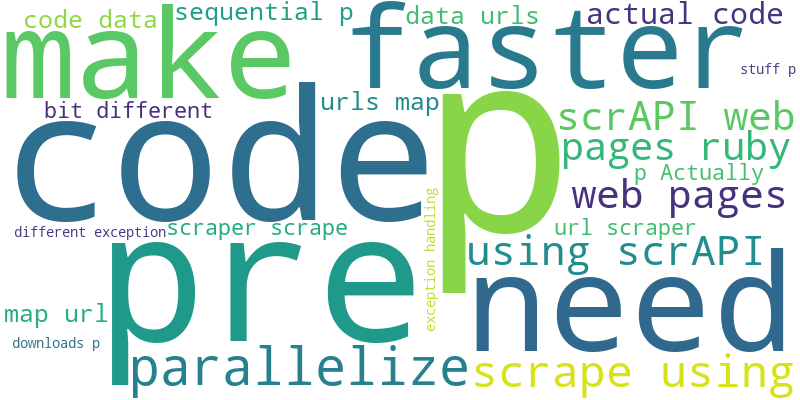 code data
sequential p
data urls
actual code
make
faster
stuff p
bit different
urls map
scrAPI web
code
p
pages ruby
p Actually
web pages
different exception
scraper scrape
exception handling
url scraper
pre
using scrAPI
need
map url
downloads p
parallelize
scrape using